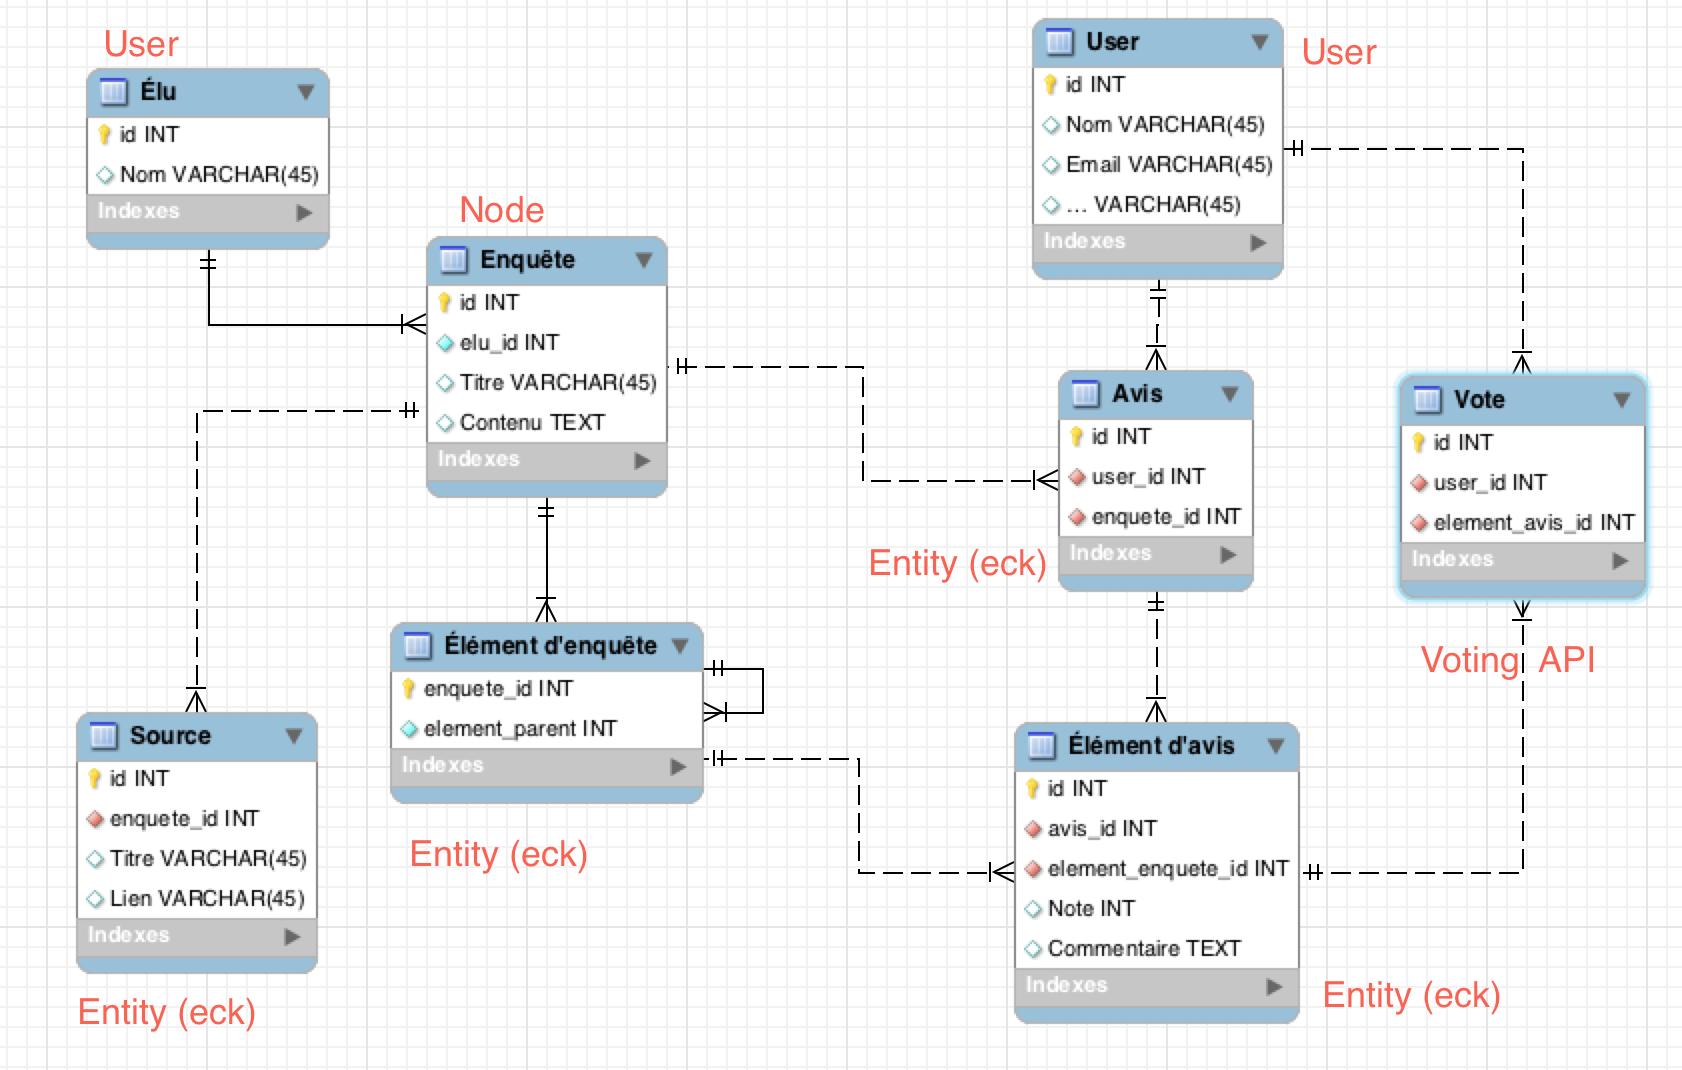 User
Élu
id INT
Nom VARCHAR(45)
Indexes
Node
Enquête
id INT
elu_id INT
Titre VARCHAR(45)
Contenu TEXT
Indexes
User
User
id INT
Nom VARCHAR(45)
Email VARCHAR(45)
... VARCHAR(45)
Indexes
Avis
id INT
user_id INT
enquete_id INT
Indexes
Entity (eck)
Vote
id INT
user_id INT
element_avis_id INT
Indexes
Voting API
Élément d'enquête
enquete_id INT
element_parent INT
Indexes
Entity (eck)
Source
id INT
enquete_id INT
Titre VARCHAR(45)
Lien VARCHAR(45)
Indexes
Entity (eck)
Élément d'avis
id INT
avis_id INT
element_enquete_id INT
Note INT
Commentaire TEXT
Indexes
Entity (eck)